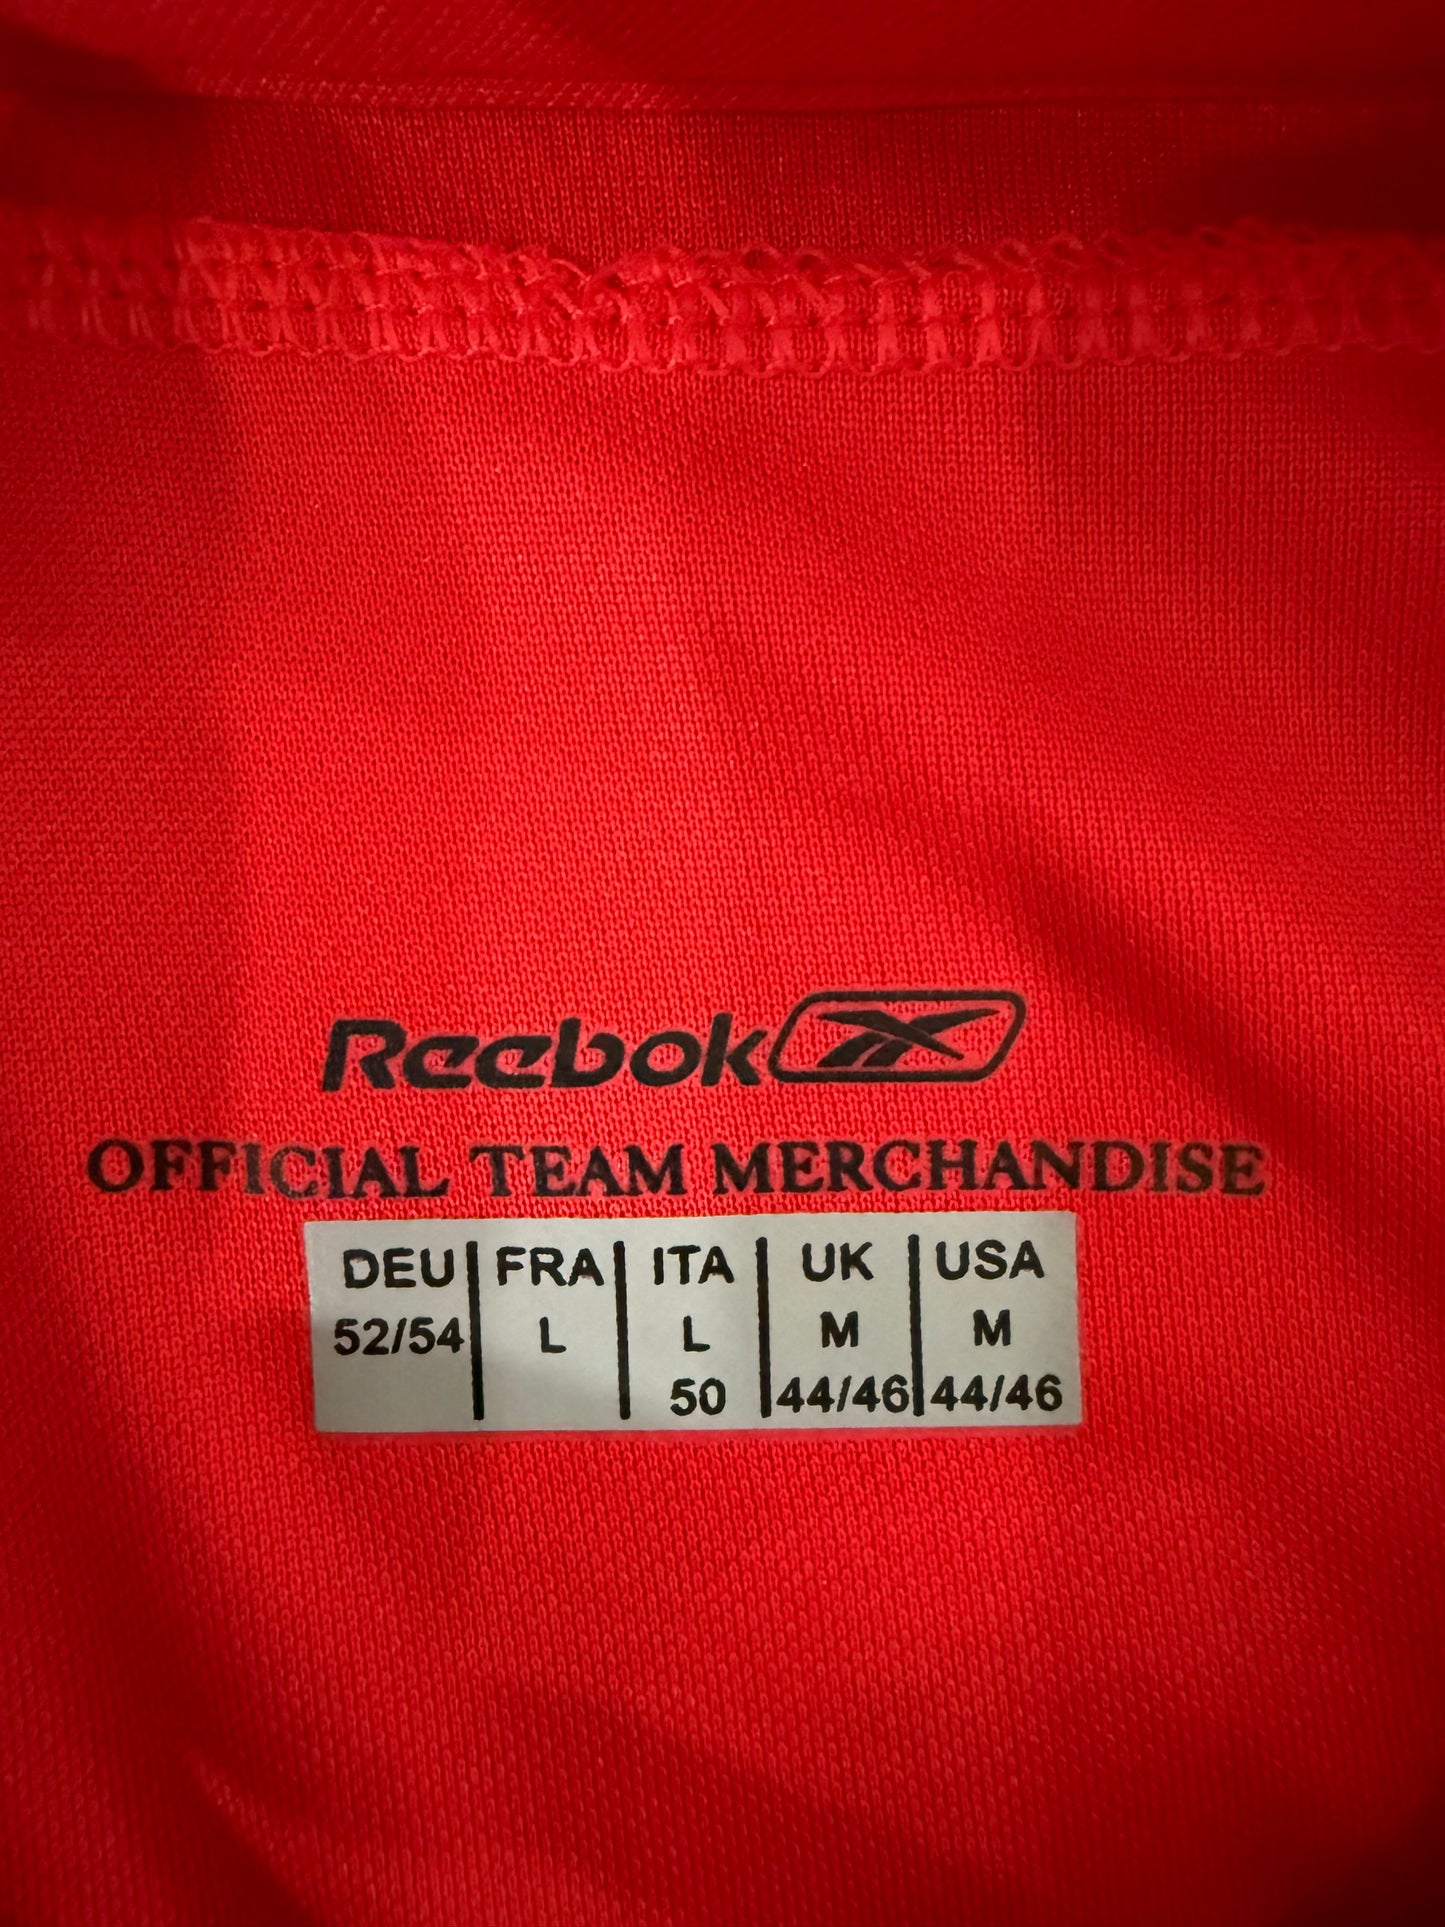 Reebok
OFFICIAL TEAM MERCHANDISE
DEU FRA ITA UK USA
52/54 L L M M
50 44/46 44/46